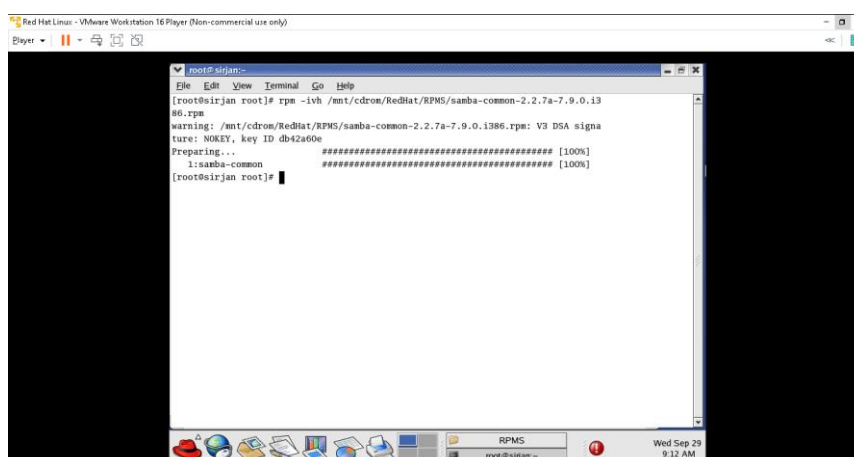 Red Hat Linux - VMware Workstation 16 Player (Non-commercial use only)
Player
root@sirjan:~
File Edit View Terminal Go Help
[root@sirjan root]# rpm -ivh /mnt/cdrom/RedHat/RPMS/samba-common-2.2.7a-7.9.0.i3
86.rpm
warning: /mnt/cdrom/RedHat/RPMS/samba-common-2.2.7a-7.9.0.i386.rpm: V3 DSA signa
ture: NOKEY, key ID db42a60e
Preparing... ########################################### [100%]
1:samba-common ########################################### [100%]
[root@sirjan root]#
RPMS
root@sirjan:~
Wed Sep 29
9:12 AM